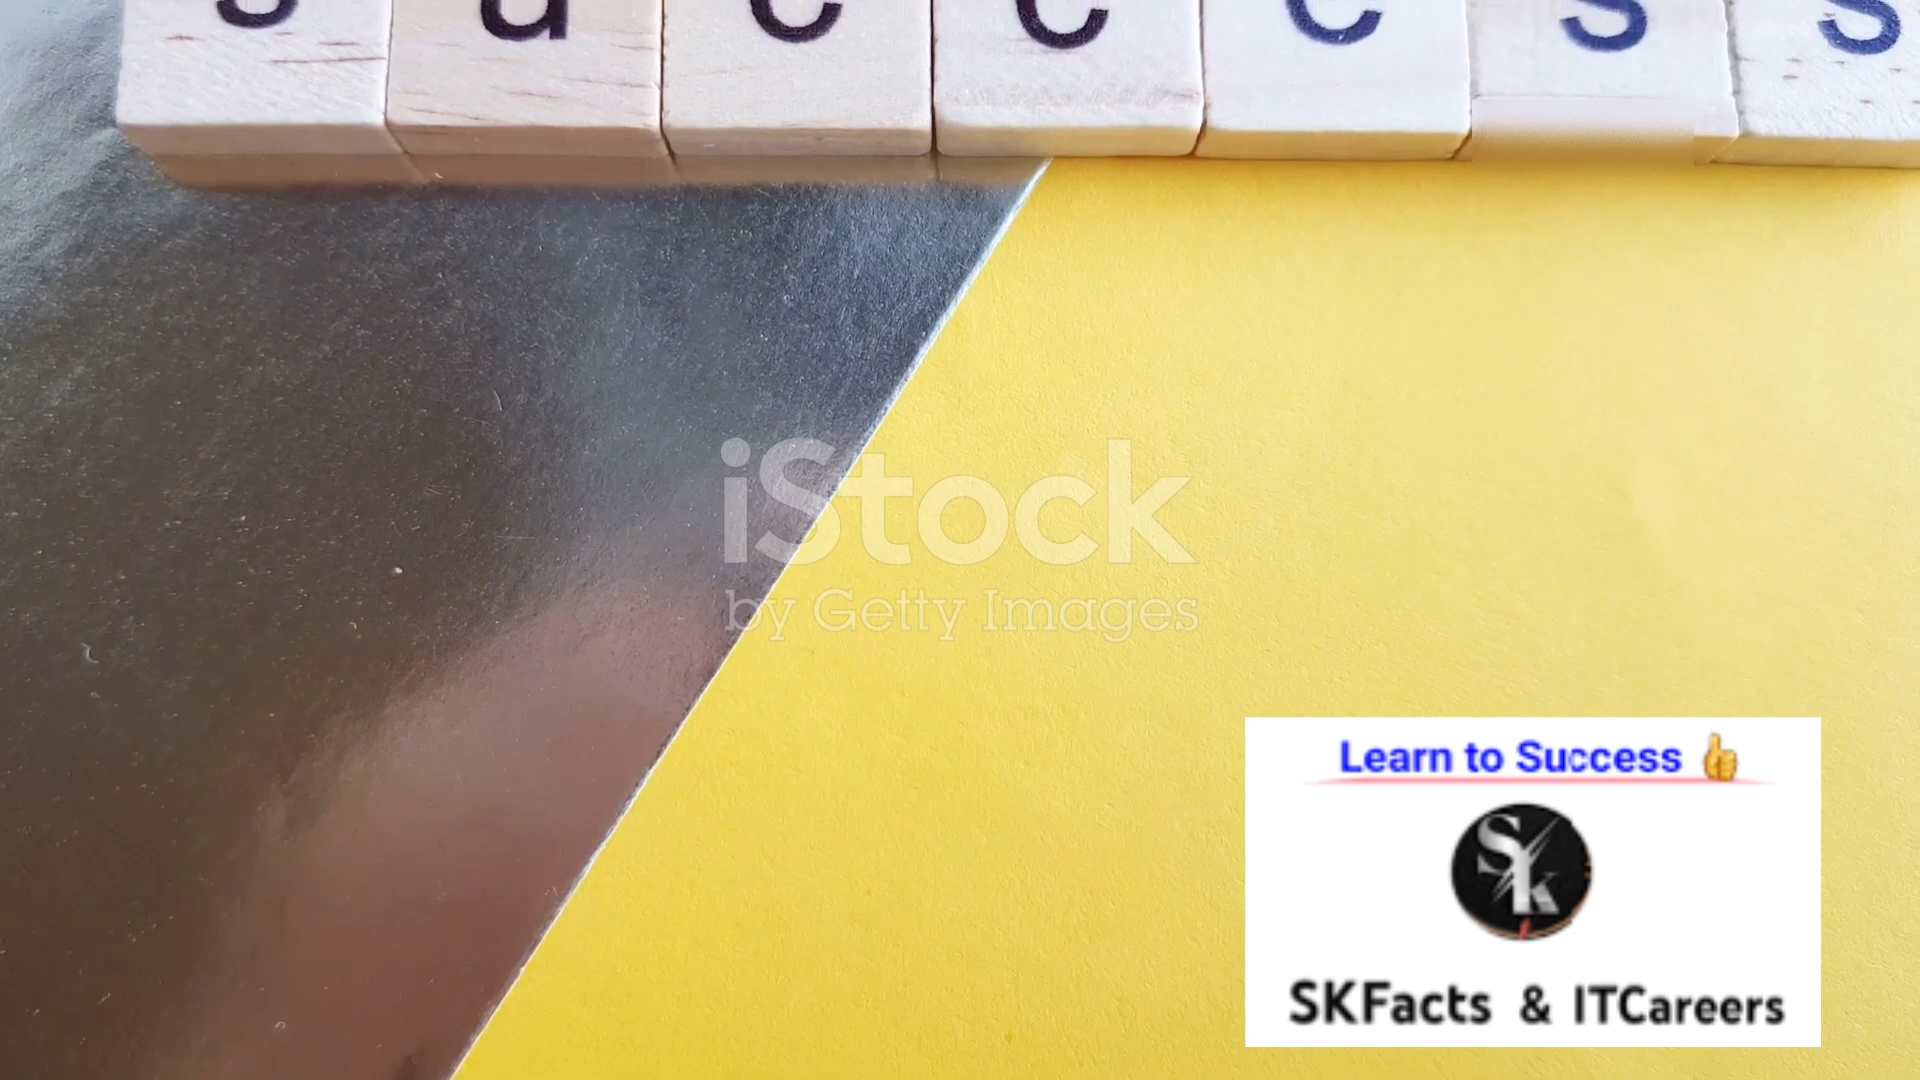 success
iStock
by Getty Images
Learn to Success 👍
SK
SKFacts & ITCareers